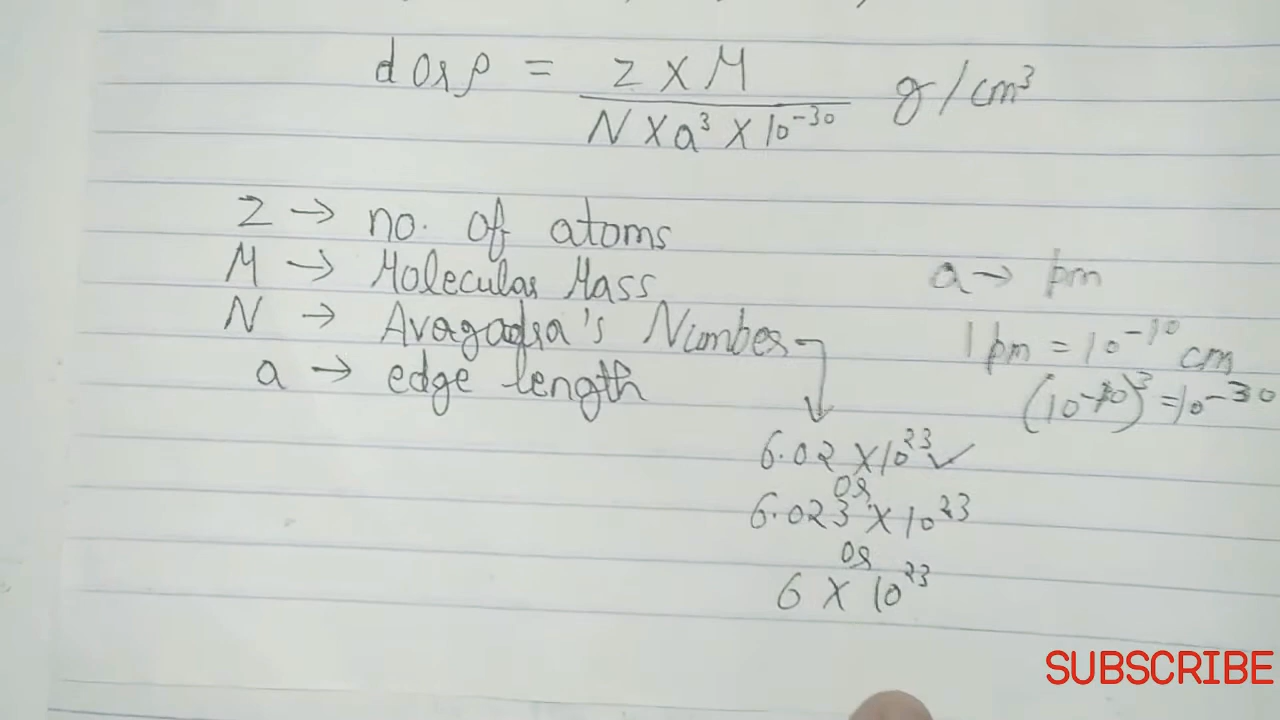 d or ρ = Z × M / N × a³ × 10⁻³⁰ g/cm³
Z → no. of atoms
M → Molecular Mass
N → Avagadra's Number
a → edge length
a → pm
1 pm = 10⁻¹⁰ cm
(10⁻¹⁰)³ = 10⁻³⁰
6.02 × 10²³ ✓
or
6.023 × 10²³
or
6 × 10²³
SUBSCRIBE